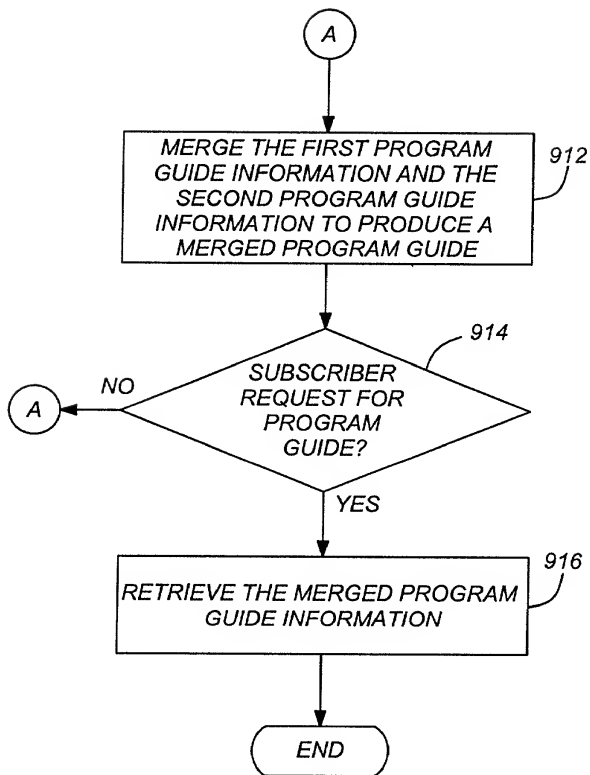 A
MERGE THE FIRST PROGRAM
GUIDE INFORMATION AND THE
SECOND PROGRAM GUIDE
INFORMATION TO PRODUCE A
MERGED PROGRAM GUIDE
912
SUBSCRIBER
REQUEST FOR
PROGRAM
GUIDE?
914
NO
A
YES
RETRIEVE THE MERGED PROGRAM
GUIDE INFORMATION
916
END